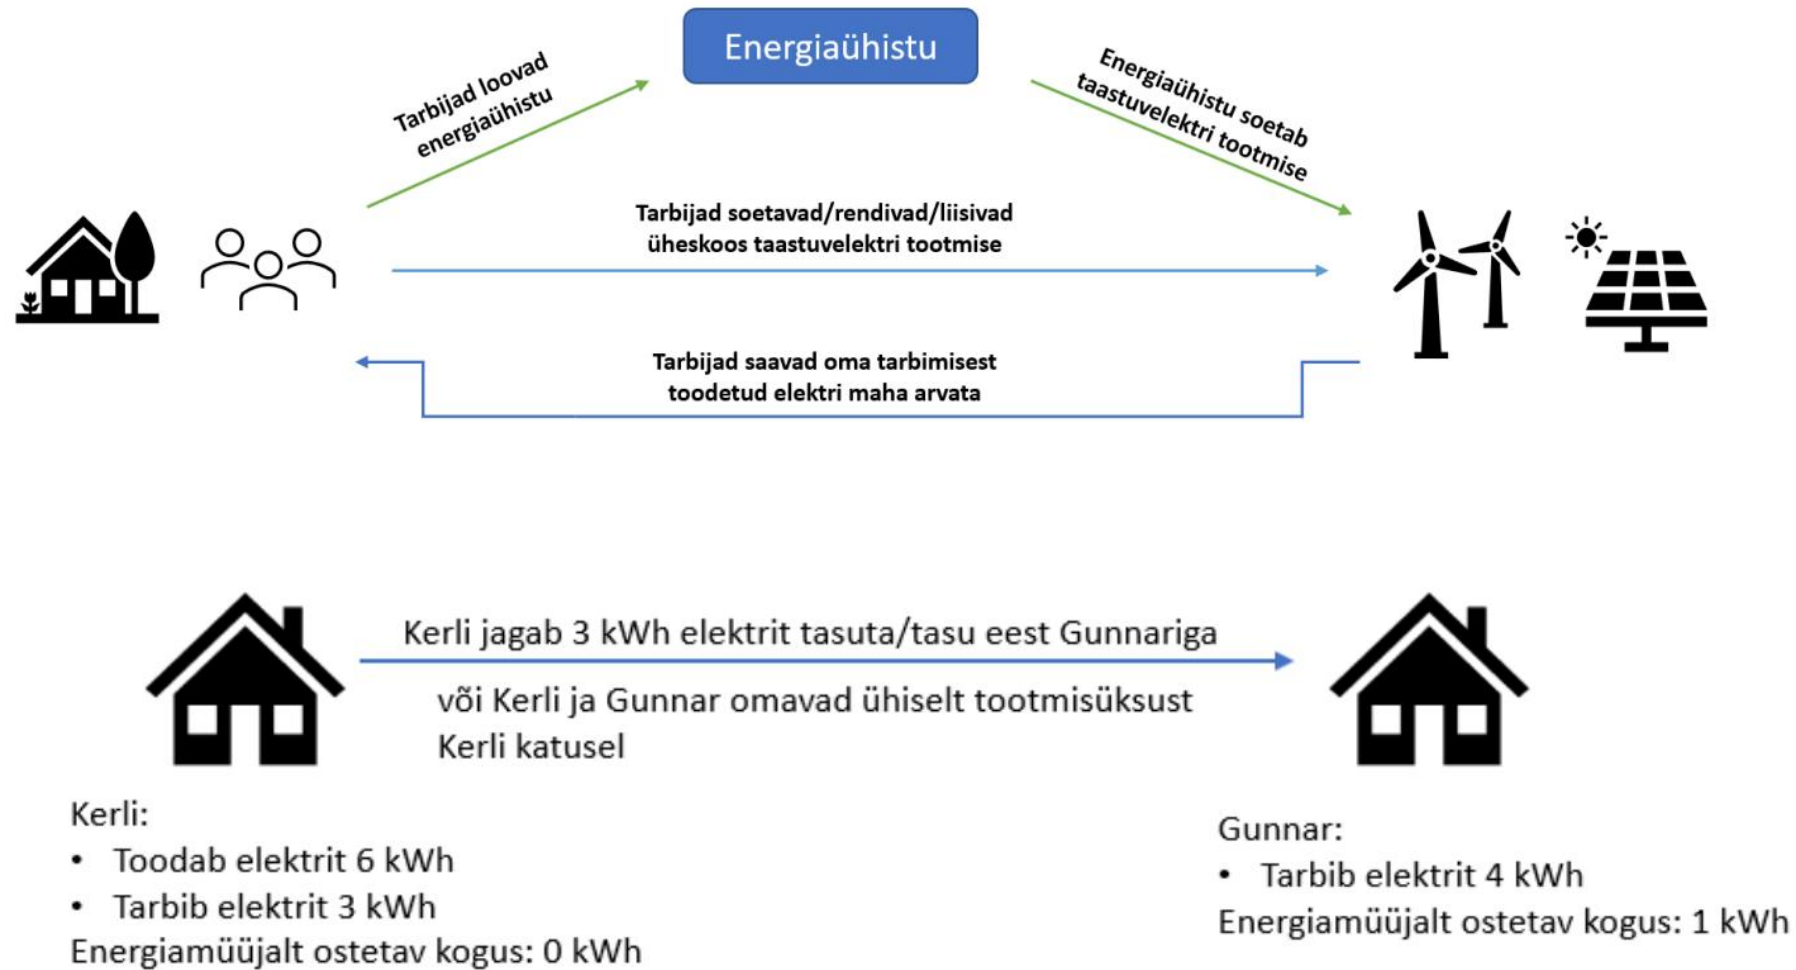 Energiaühistu
Tarbijad loovad
energiaühistu
Energiaühistu soetab
taastuvelektri tootmise
Tarbijad soetavad/rendivad/liisivad
üheskoos taastuvelektri tootmise
Tarbijad saavad oma tarbimisest
toodetud elektri maha arvata
Kerli jagab 3 kWh elektrit tasuta/tasu eest Gunnariga
või Kerli ja Gunnar omavad ühiselt tootmisüksust
Kerli katusel
Kerli:
• Toodab elektrit 6 kWh
• Tarbib elektrit 3 kWh
Energiamüüjalt ostetav kogus: 0 kWh
Gunnar:
• Tarbib elektrit 4 kWh
Energiamüüjalt ostetav kogus: 1 kWh